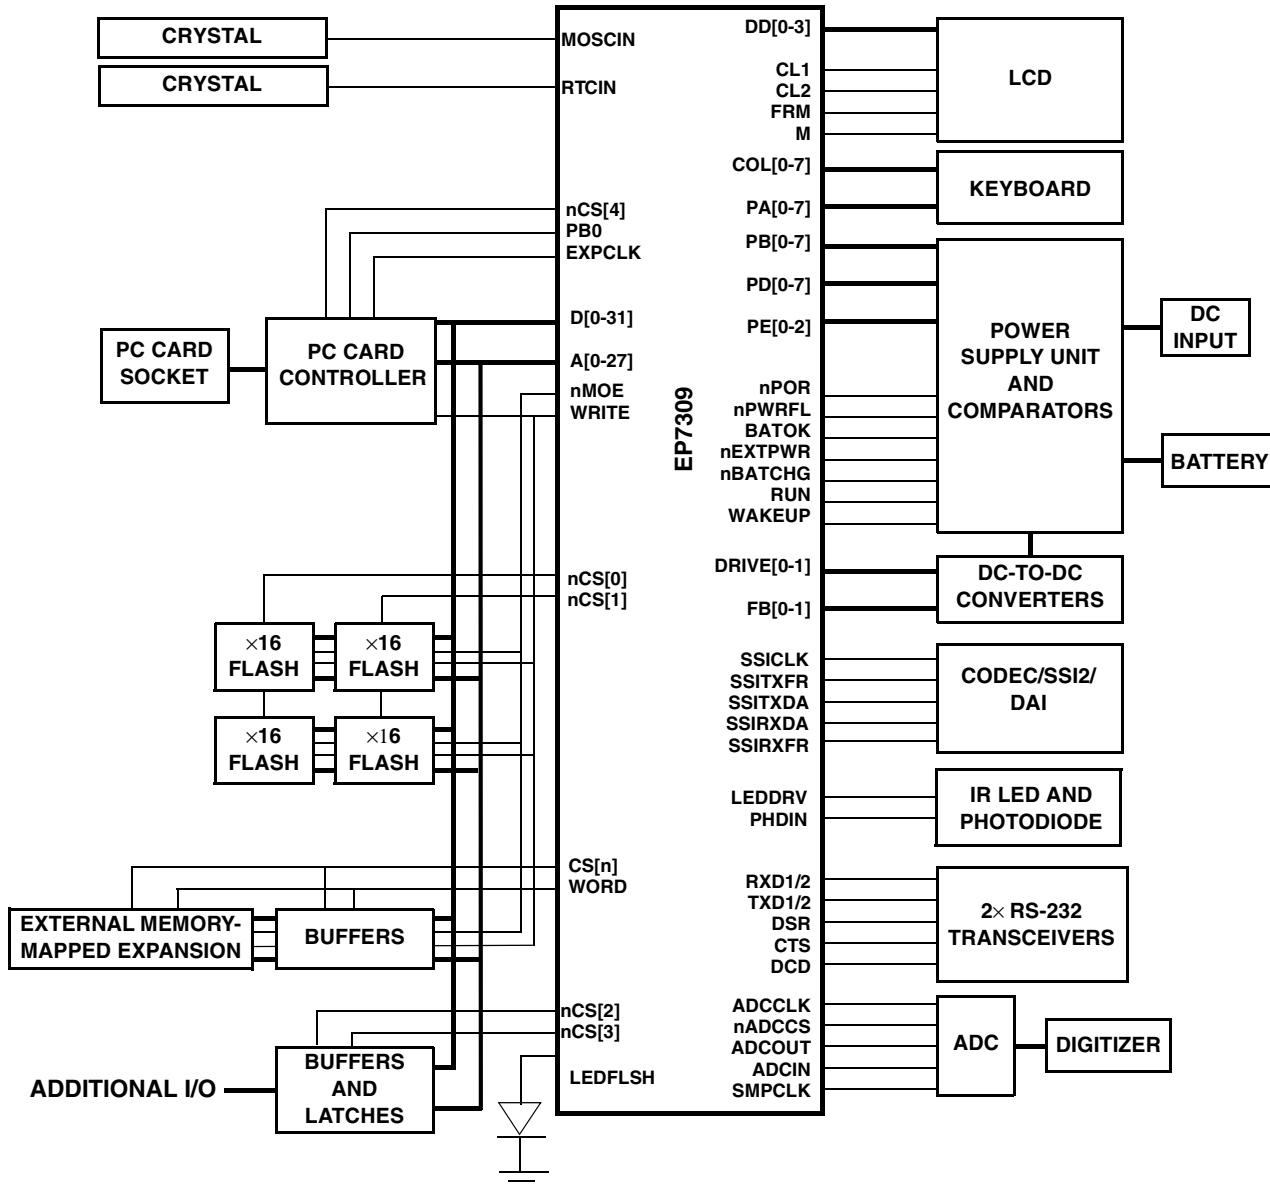 CRYSTAL
CRYSTAL
MOSCIN
RTCIN
nCS[4]
PB0
EXPCLK
D[0-31]
A[0-27]
nMOE
WRITE
PC CARD
SOCKET
PC CARD
CONTROLLER
nCS[0]
nCS[1]
×16
FLASH
×16
FLASH
×16
FLASH
×16
FLASH
CS[n]
WORD
EXTERNAL MEMORY-
MAPPED EXPANSION
BUFFERS
nCS[2]
nCS[3]
LEDFLSH
ADDITIONAL I/O
BUFFERS
AND
LATCHES
EP7309
DD[0-3]
CL1
CL2
FRM
M
LCD
COL[0-7]
PA[0-7]
KEYBOARD
PB[0-7]
PD[0-7]
PE[0-2]
nPOR
nPWRFL
BATOK
nEXTPWR
nBATCHG
RUN
WAKEUP
POWER
SUPPLY UNIT
AND
COMPARATORS
DC
INPUT
BATTERY
DRIVE[0-1]
FB[0-1]
DC-TO-DC
CONVERTERS
SSICLK
SSITXFR
SSITXDA
SSIRXDA
SSIRXFR
CODEC/SSI2/
DAI
LEDDRV
PHDIN
IR LED AND
PHOTODIODE
RXD1/2
TXD1/2
DSR
CTS
DCD
2× RS-232
TRANSCEIVERS
ADCCLK
nADCCS
ADCOUT
ADCIN
SMPCLK
ADC
DIGITIZER